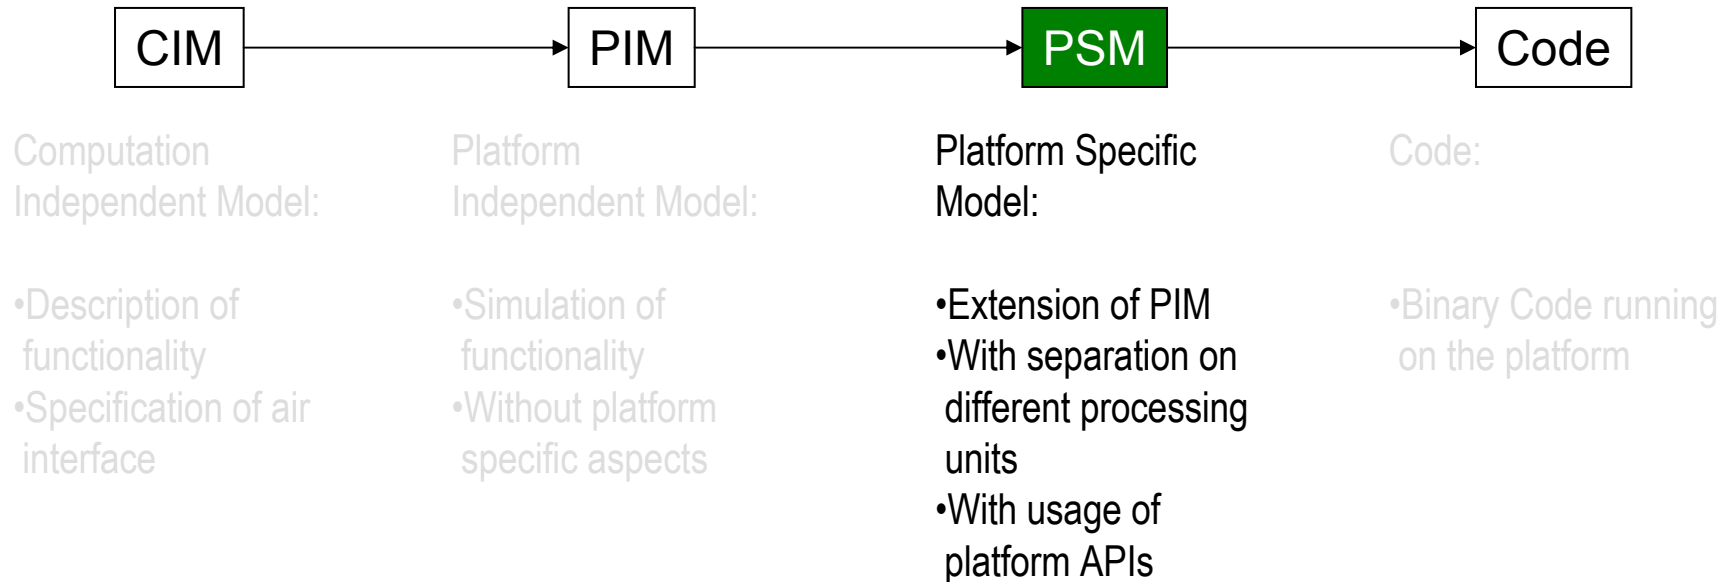 CIM
PIM
PSM
Code
Computation
Independent Model:
•Description of
functionality
•Specification of air
interface
Platform
Independent Model:
•Simulation of
functionality
•Without platform
specific aspects
Platform Specific
Model:
•Extension of PIM
•With separation on
different processing
units
•With usage of
platform APIs
Code:
•Binary Code running
on the platform